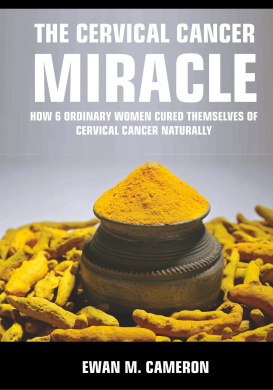 THE CERVICAL CANCER
MIRACLE
HOW 6 ORDINARY WOMEN CURED THEMSELVES OF
CERVICAL CANCER NATURALLY
EWAN M. CAMERON